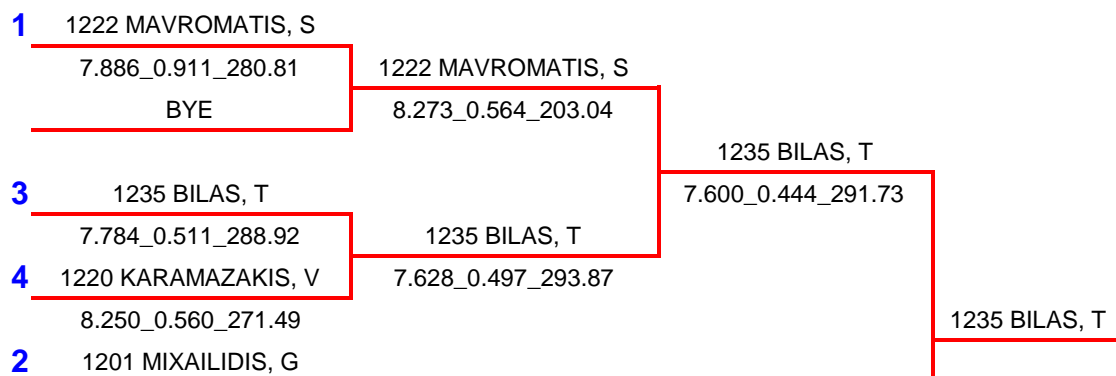 1 1222 MAVROMATIS, S
7.886_0.911_280.81 1222 MAVROMATIS, S
BYE 8.273_0.564_203.04
1235 BILAS, T
3 1235 BILAS, T 7.600_0.444_291.73
7.784_0.511_288.92 1235 BILAS, T
4 1220 KARAMAZAKIS, V 7.628_0.497_293.87
8.250_0.560_271.49 1235 BILAS, T
2 1201 MIXAILIDIS, G